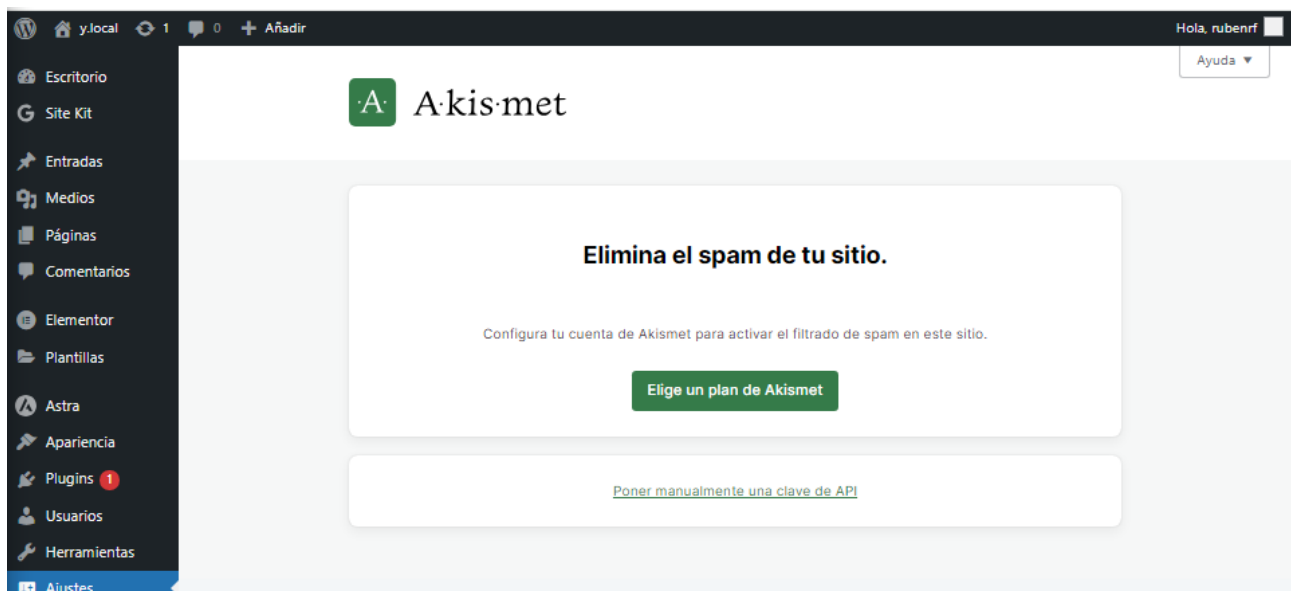 y.local 1 0 + Añadir Hola, rubenrf
Ayuda ▼
Escritorio
Site Kit
Entradas
Medios
Páginas
Comentarios
Elementor
Plantillas
Astra
Apariencia
Plugins 1
Usuarios
Herramientas
Ajustes
·A· A·kis·met
Elimina el spam de tu sitio.
Configura tu cuenta de Akismet para activar el filtrado de spam en este sitio.
Elige un plan de Akismet
Poner manualmente una clave de API